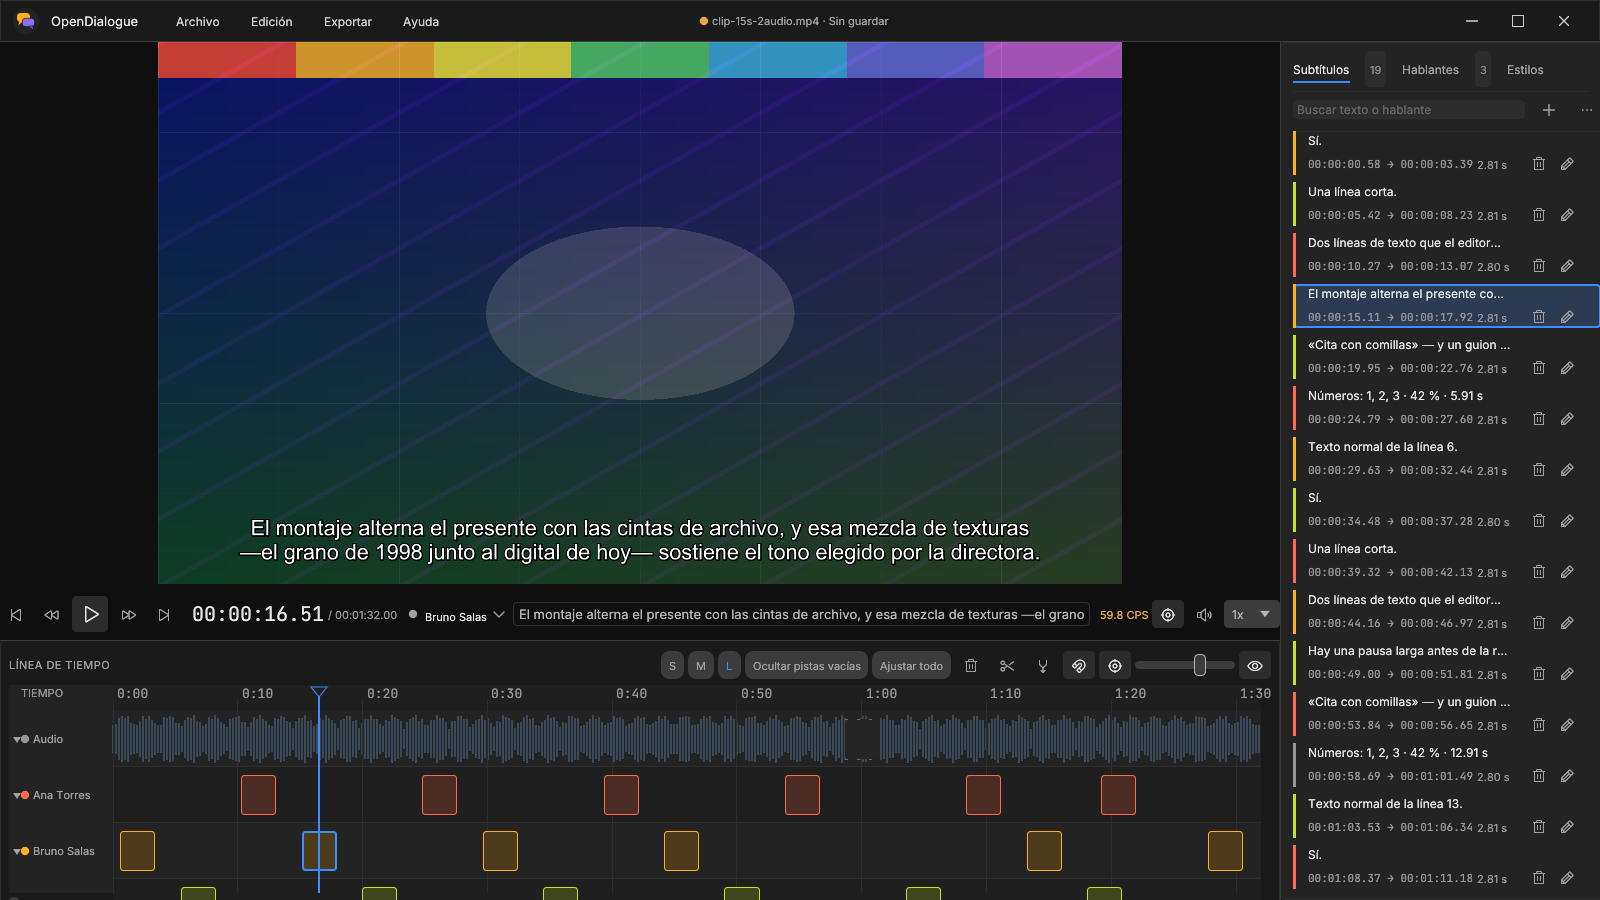 OpenDialogue
Archivo
Edición
Exportar
Ayuda
clip-15s-2audio.mp4 · Sin guardar
El montaje alterna el presente con las cintas de archivo, y esa mezcla de texturas
—el grano de 1998 junto al digital de hoy— sostiene el tono elegido por la directora.
00:00:16.51 / 00:01:32.00
Bruno Salas
El montaje alterna el presente con las cintas de archivo, y esa mezcla de texturas —el grano
59.8 CPS
1x
Subtítulos 19
Hablantes 3
Estilos
Buscar texto o hablante
Sí.
00:00:00.58 → 00:00:03.39 2.81 s
Una línea corta.
00:00:05.42 → 00:00:08.23 2.81 s
Dos líneas de texto que el editor...
00:00:10.27 → 00:00:13.07 2.80 s
El montaje alterna el presente co...
00:00:15.11 → 00:00:17.92 2.81 s
«Cita con comillas» — y un guion ...
00:00:19.95 → 00:00:22.76 2.81 s
Números: 1, 2, 3 · 42 % · 5.91 s
00:00:24.79 → 00:00:27.60 2.81 s
Texto normal de la línea 6.
00:00:29.63 → 00:00:32.44 2.81 s
Sí.
00:00:34.48 → 00:00:37.28 2.80 s
Una línea corta.
00:00:39.32 → 00:00:42.13 2.81 s
Dos líneas de texto que el editor...
00:00:44.16 → 00:00:46.97 2.81 s
Hay una pausa larga antes de la r...
00:00:49.00 → 00:00:51.81 2.81 s
«Cita con comillas» — y un guion ...
00:00:53.84 → 00:00:56.65 2.81 s
Números: 1, 2, 3 · 42 % · 12.91 s
00:00:58.69 → 00:01:01.49 2.80 s
Texto normal de la línea 13.
00:01:03.53 → 00:01:06.34 2.81 s
Sí.
00:01:08.37 → 00:01:11.18 2.81 s
LÍNEA DE TIEMPO
S
M
L
Ocultar pistas vacías
Ajustar todo
TIEMPO
0:00 0:10 0:20 0:30 0:40 0:50 1:00 1:10 1:20 1:30
Audio
Ana Torres
Bruno Salas